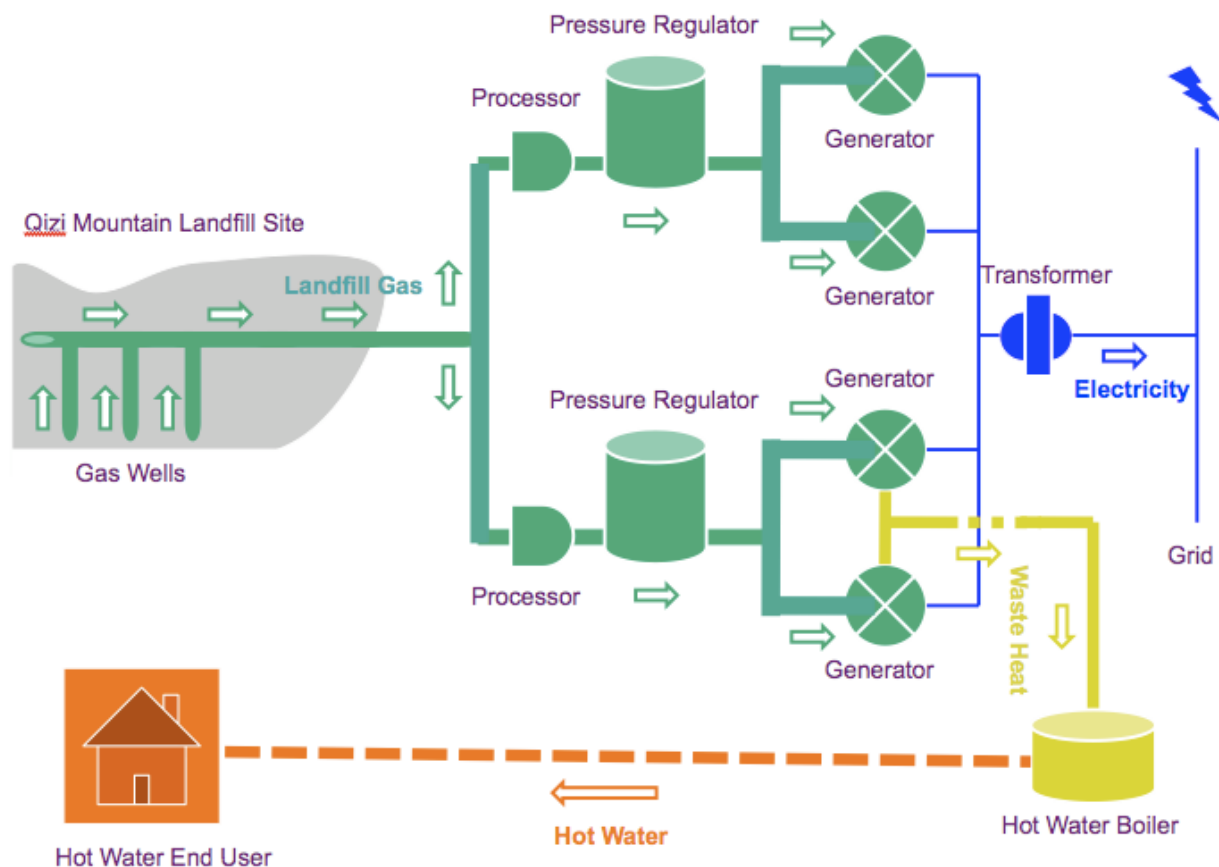 Pressure Regulator
Processor
Generator
Qizi Mountain Landfill Site
Landfill Gas
Generator
Transformer
Generator
Electricity
Pressure Regulator
Gas Wells
Grid
Processor
Waste Heat
Generator
Hot Water Boiler
Hot Water
Hot Water End User